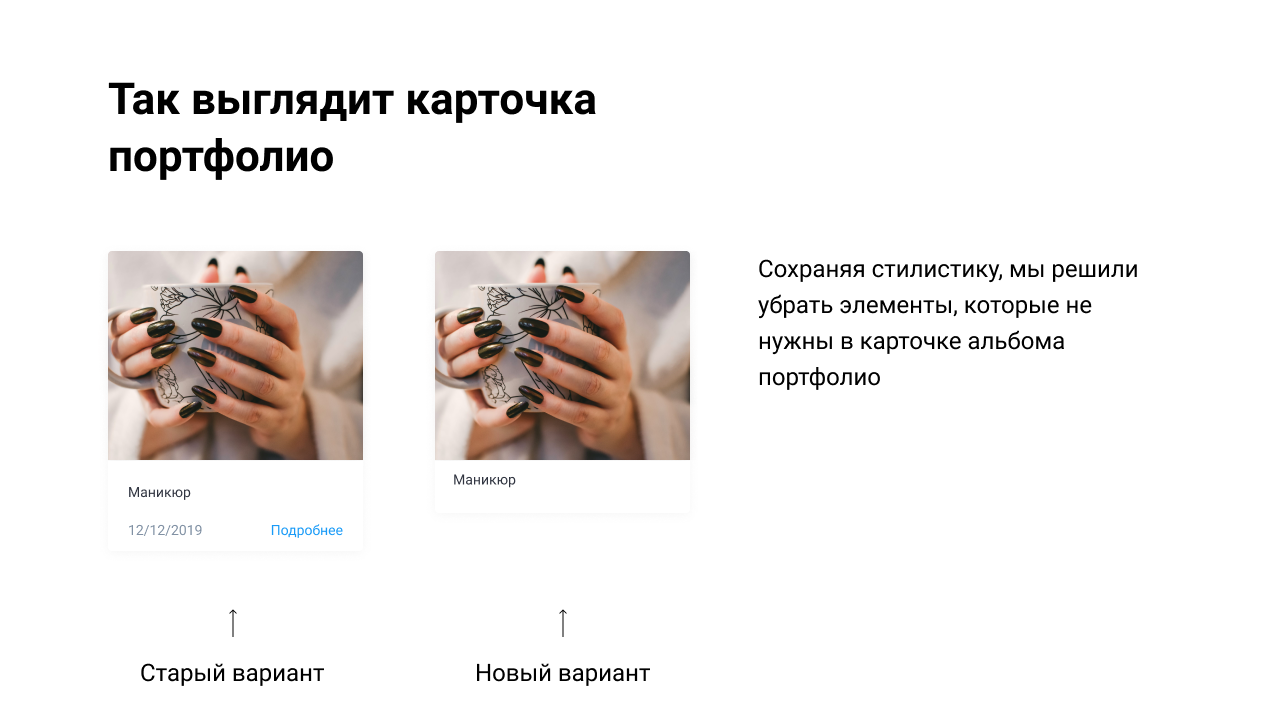 Так выглядит карточка
портфолио
Маникюр
12/12/2019 Подробнее
Старый вариант
Маникюр
Новый вариант
Сохраняя стилистику, мы решили
убрать элементы, которые не
нужны в карточке альбома
портфолио